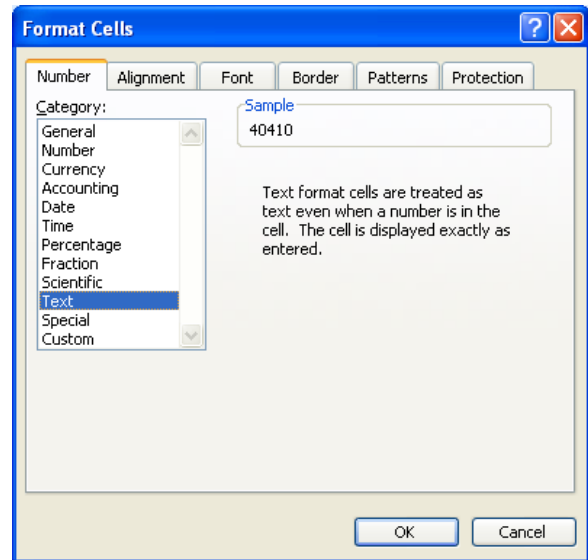 Format Cells
Number Alignment Font Border Patterns Protection
Category:
General
Number
Currency
Accounting
Date
Time
Percentage
Fraction
Scientific
Text
Special
Custom
Sample
40410
Text format cells are treated as
text even when a number is in the
cell. The cell is displayed exactly as
entered.
OK Cancel